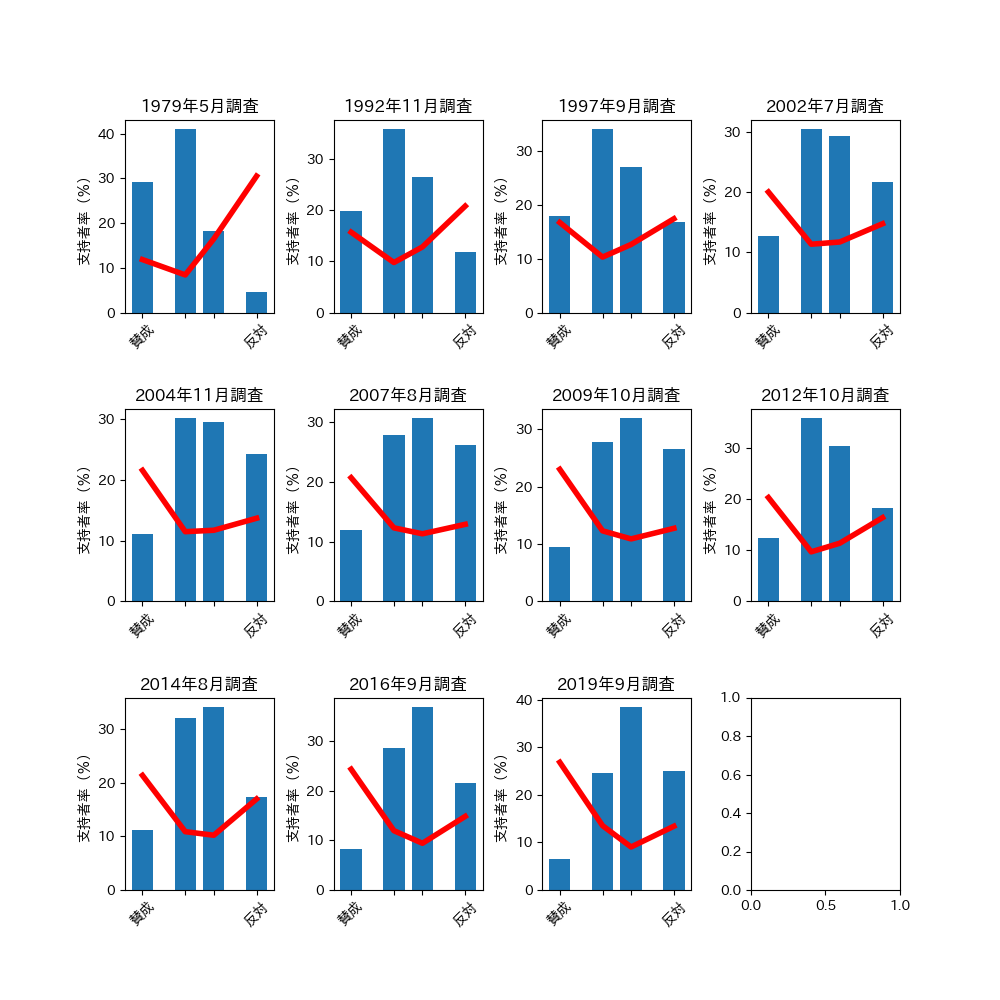 1979年5月調査
支持者率（%）
40
30
20
10
0
賛成
反対
1992年11月調査
支持者率（%）
30
20
10
0
賛成
反対
1997年9月調査
支持者率（%）
30
20
10
0
賛成
反対
2002年7月調査
支持者率（%）
30
20
10
0
賛成
反対
2004年11月調査
支持者率（%）
30
20
10
0
賛成
反対
2007年8月調査
支持者率（%）
30
20
10
0
賛成
反対
2009年10月調査
支持者率（%）
30
20
10
0
賛成
反対
2012年10月調査
支持者率（%）
30
20
10
0
賛成
反対
2014年8月調査
支持者率（%）
30
20
10
0
賛成
反対
2016年9月調査
支持者率（%）
30
20
10
0
賛成
反対
2019年9月調査
支持者率（%）
40
30
20
10
0
賛成
反対
1.0
0.8
0.6
0.4
0.2
0.0
0.0 0.5 1.0